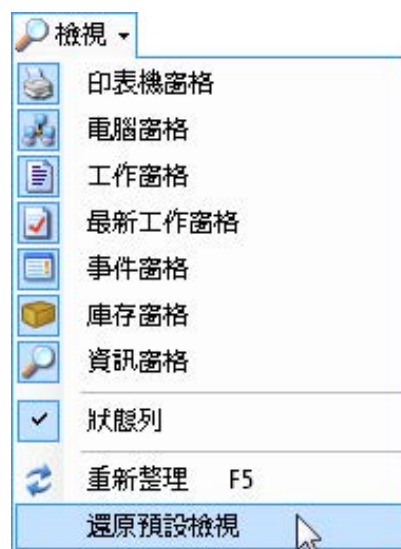 檢視
印表機窗格
電腦窗格
工作窗格
最新工作窗格
事件窗格
庫存窗格
資訊窗格
狀態列
重新整理 F5
還原預設檢視